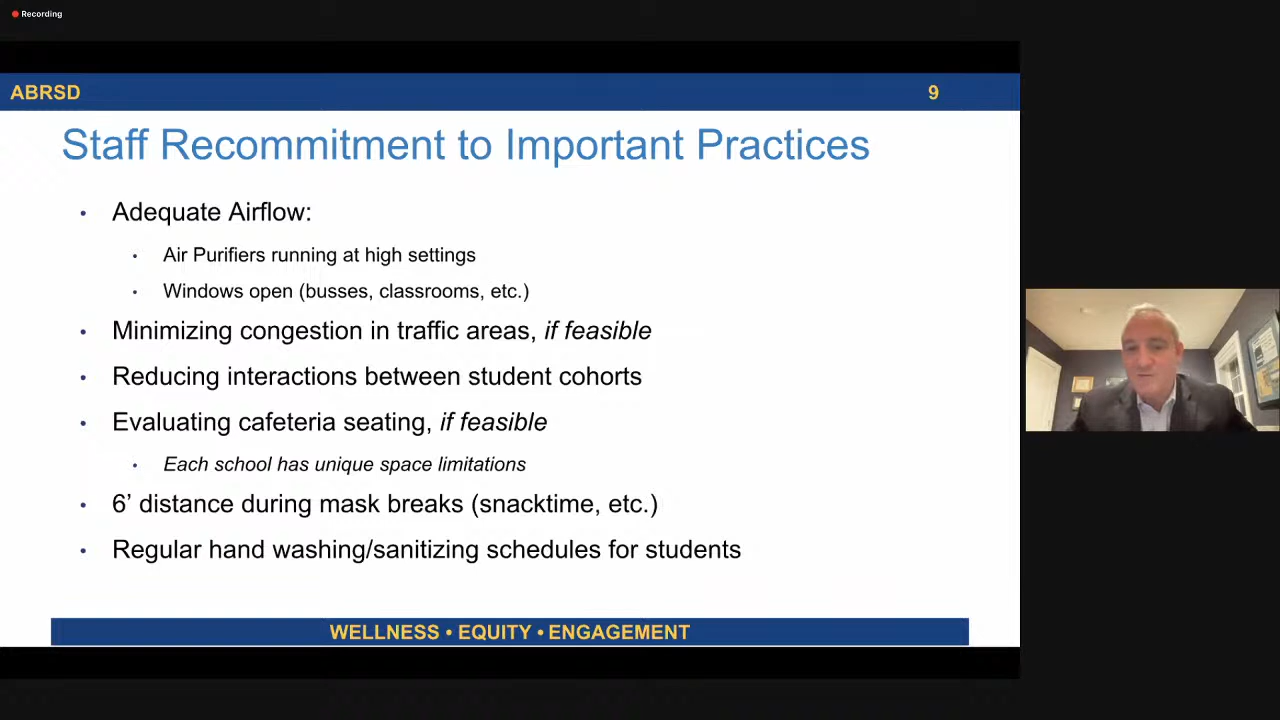 Recording
ABRSD
9
Staff Recommitment to Important Practices
• Adequate Airflow:
• Air Purifiers running at high settings
• Windows open (busses, classrooms, etc.)
• Minimizing congestion in traffic areas, if feasible
• Reducing interactions between student cohorts
• Evaluating cafeteria seating, if feasible
• Each school has unique space limitations
• 6’ distance during mask breaks (snacktime, etc.)
• Regular hand washing/sanitizing schedules for students
WELLNESS • EQUITY • ENGAGEMENT